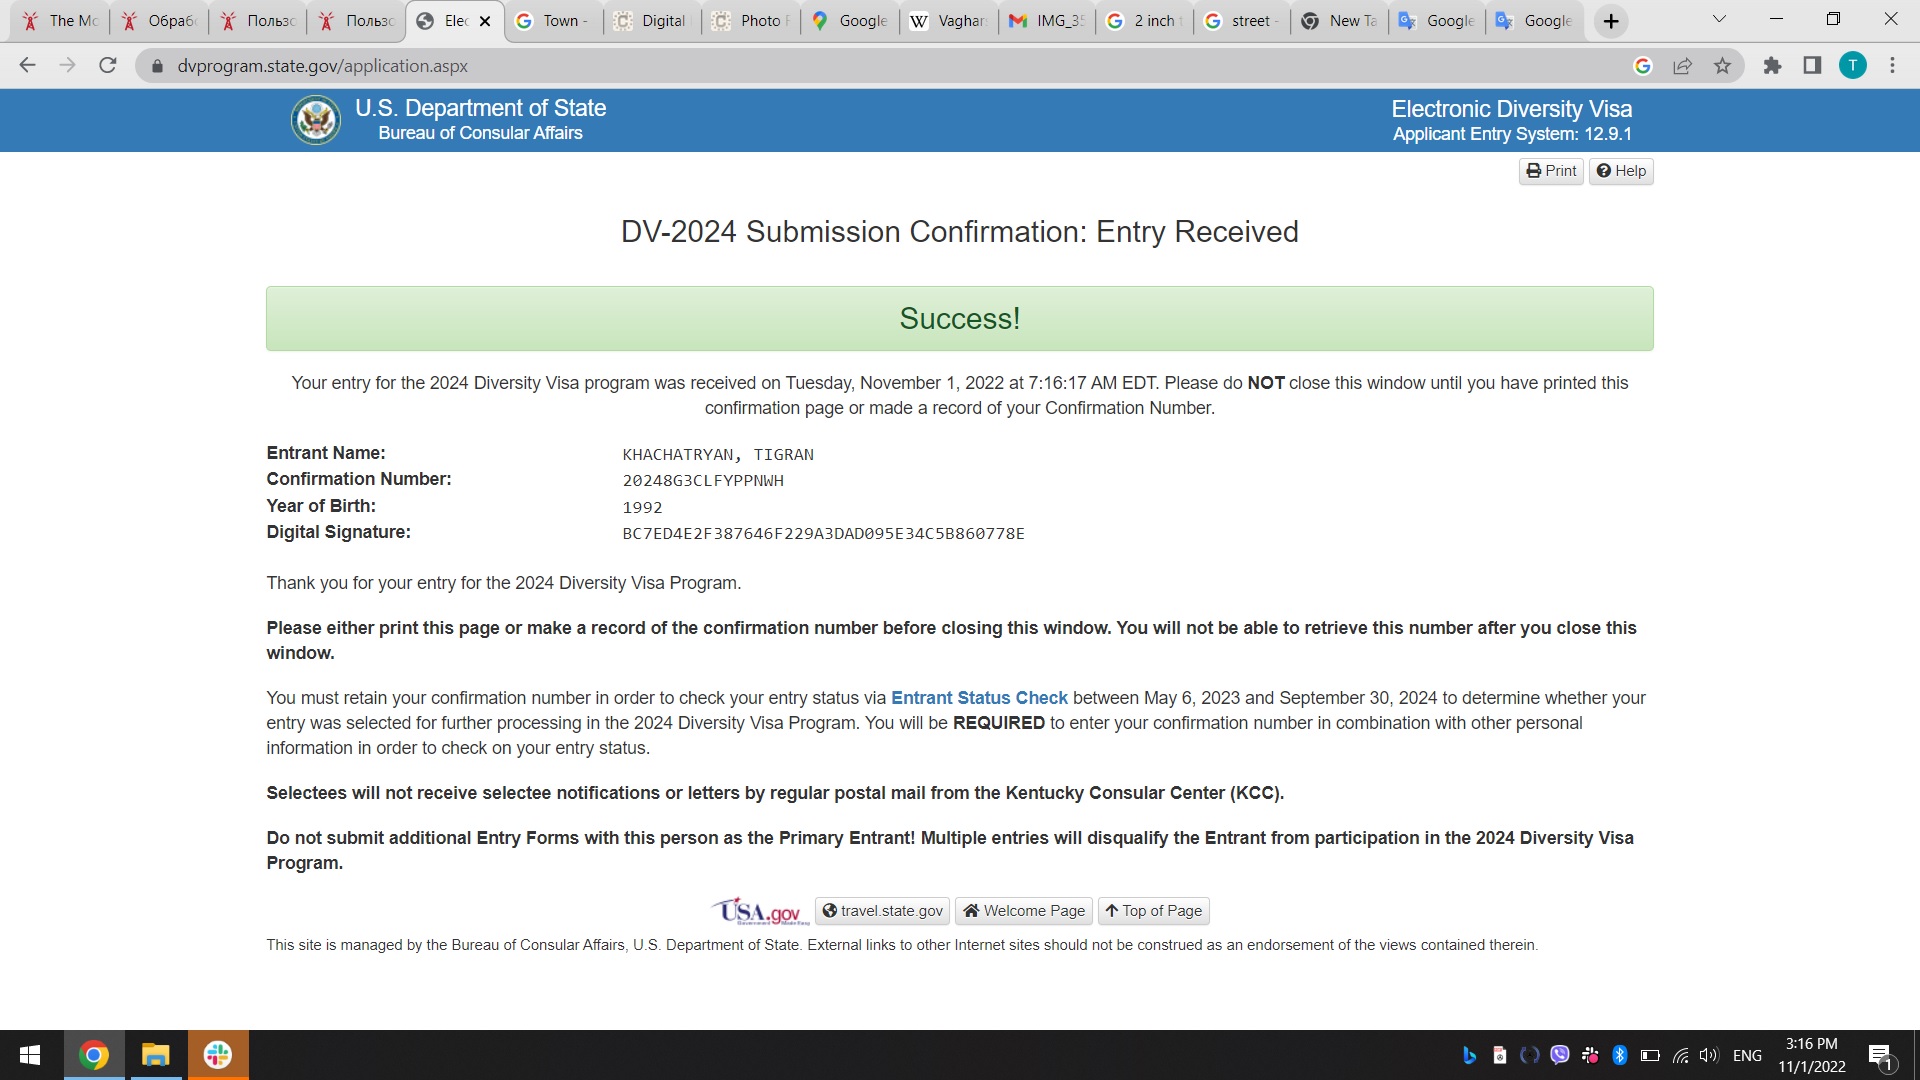 The Mo
Обраб
Пользо
Пользо
Elec
Town -
Digital
Photo F
Google
Vaghar
IMG_35
2 inch
street -
New Ta
Google
Google
dvprogram.state.gov/application.aspx
T
U.S. Department of State
Bureau of Consular Affairs
Electronic Diversity Visa
Applicant Entry System: 12.9.1
Print
Help
DV-2024 Submission Confirmation: Entry Received
Success!
Your entry for the 2024 Diversity Visa program was received on Tuesday, November 1, 2022 at 7:16:17 AM EDT. Please do NOT close this window until you have printed this
confirmation page or made a record of your Confirmation Number.
Entrant Name: KHACHATRYAN, TIGRAN
Confirmation Number: 20248G3CLFYPPNWH
Year of Birth: 1992
Digital Signature: BC7ED4E2F387646F229A3DAD095E34C5B860778E
Thank you for your entry for the 2024 Diversity Visa Program.
Please either print this page or make a record of the confirmation number before closing this window. You will not be able to retrieve this number after you close this
window.
You must retain your confirmation number in order to check your entry status via Entrant Status Check between May 6, 2023 and September 30, 2024 to determine whether your
entry was selected for further processing in the 2024 Diversity Visa Program. You will be REQUIRED to enter your confirmation number in combination with other personal
information in order to check on your entry status.
Selectees will not receive selectee notifications or letters by regular postal mail from the Kentucky Consular Center (KCC).
Do not submit additional Entry Forms with this person as the Primary Entrant! Multiple entries will disqualify the Entrant from participation in the 2024 Diversity Visa
Program.
USA.gov
travel.state.gov
Welcome Page
Top of Page
This site is managed by the Bureau of Consular Affairs, U.S. Department of State. External links to other Internet sites should not be construed as an endorsement of the views contained therein.
ENG
3:16 PM
11/1/2022
1